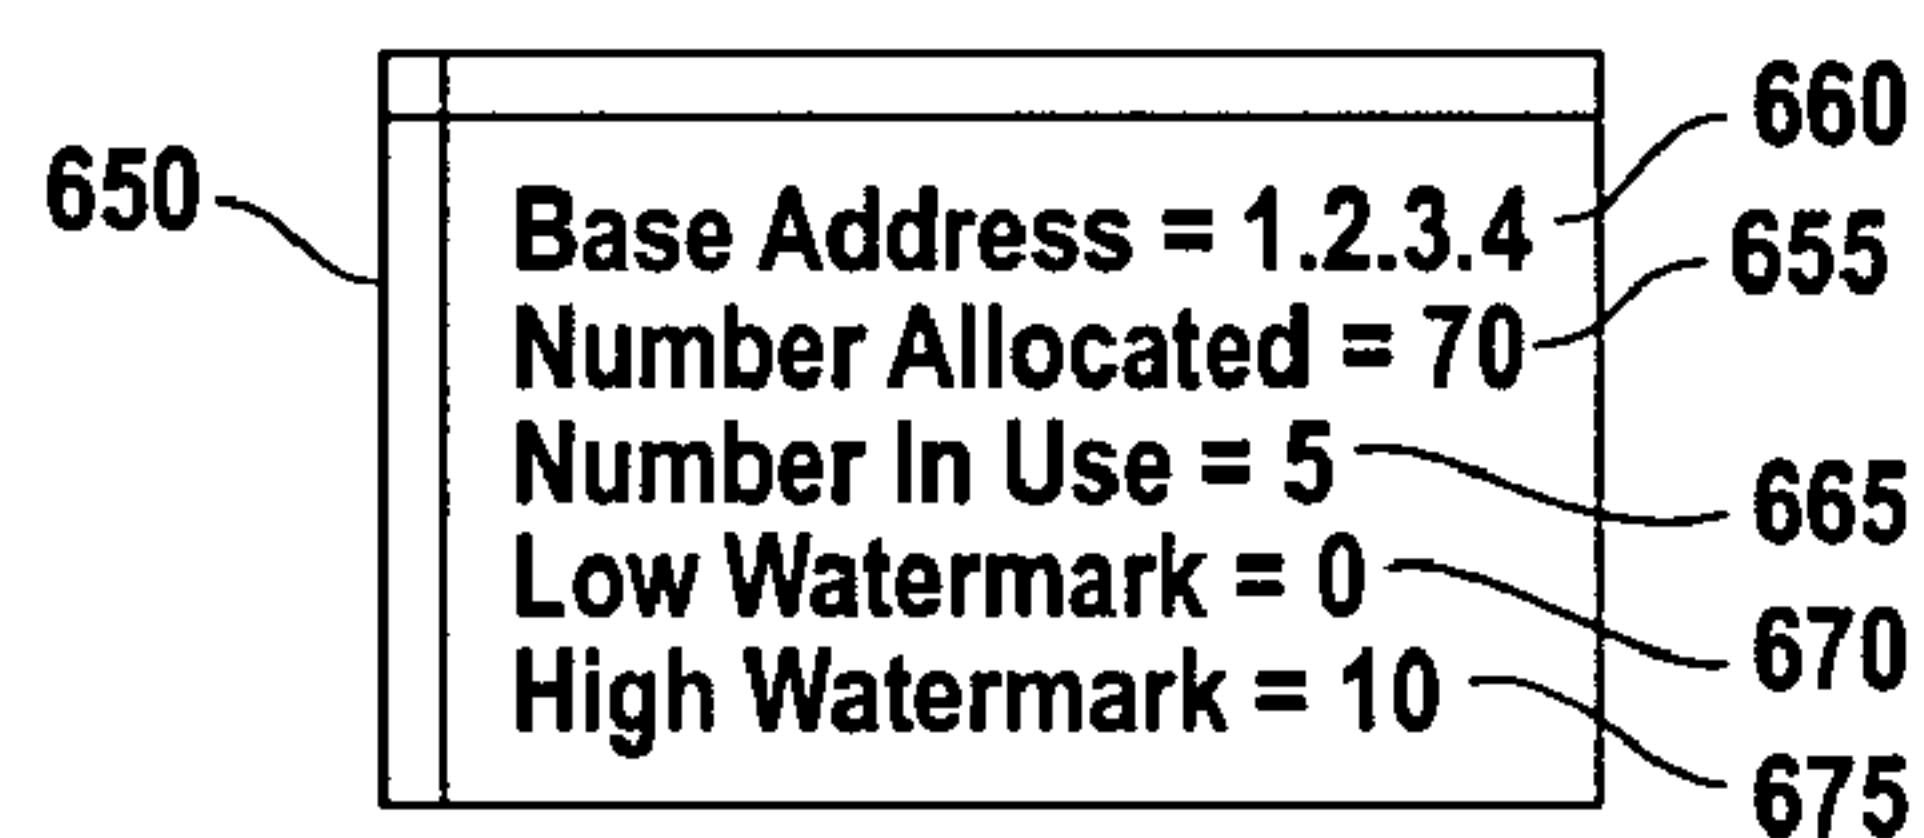 660
650
Base Address = 1.2.3.4
655
Number Allocated = 70
Number In Use = 5
665
Low Watermark = 0
670
High Watermark = 10
675